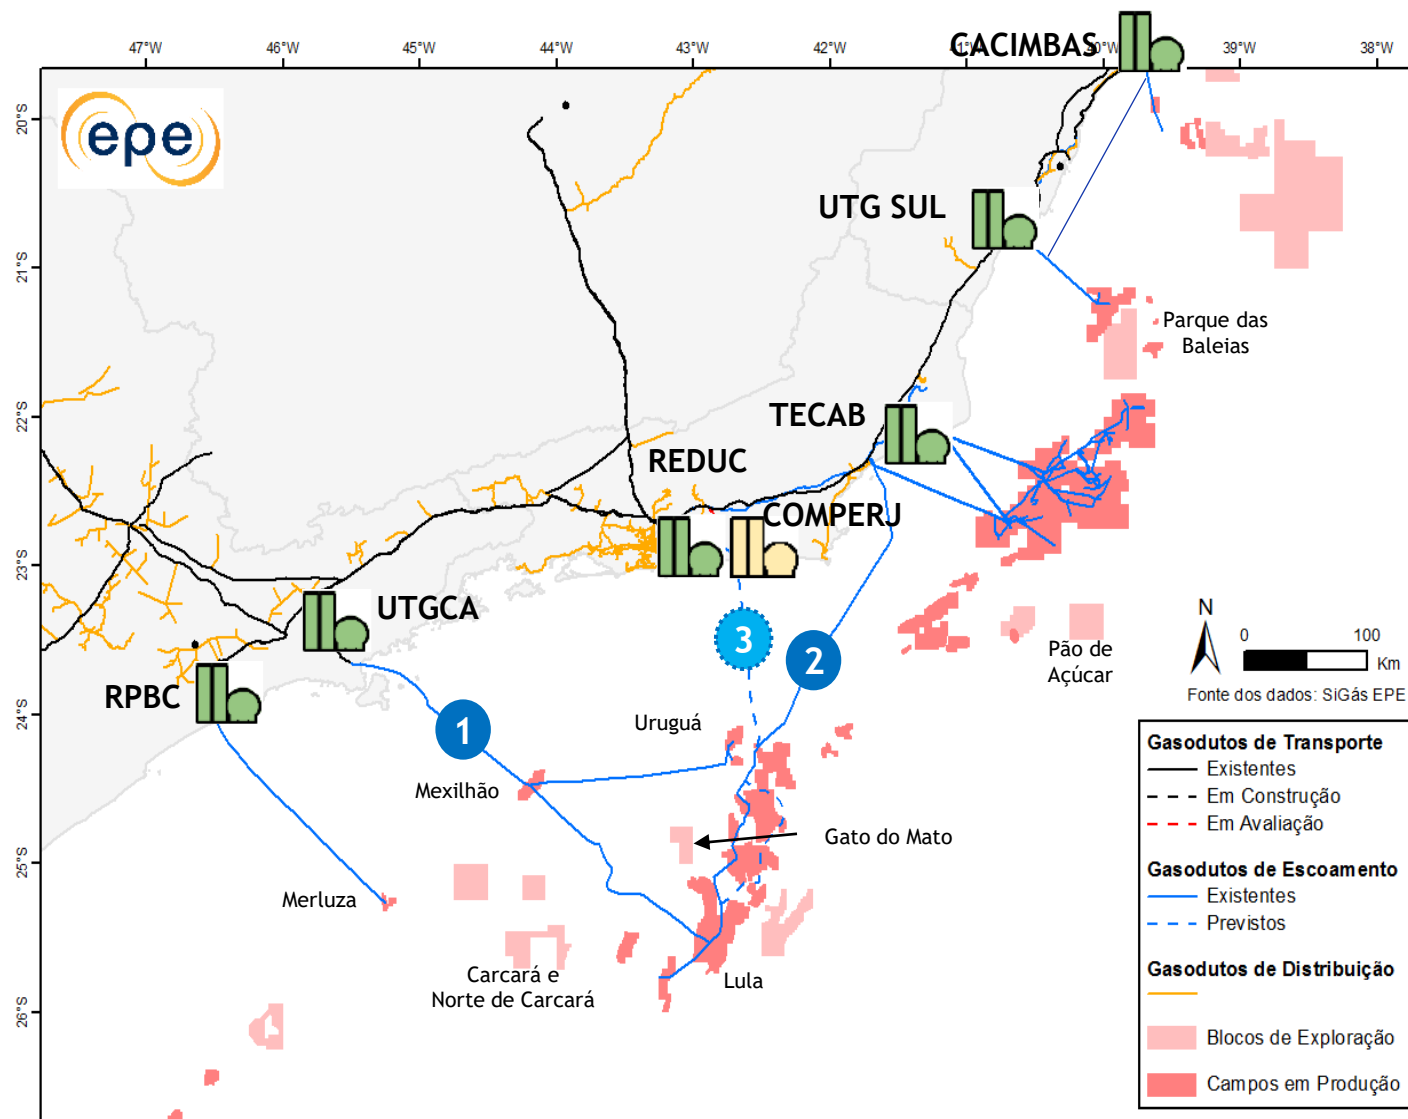 CACIMBAS
47°W
46°W
45°W
44°W
43°W
42°W
41°W
40°W
39°W
38°W
epe
20°S
21°S
22°S
23°S
24°S
25°S
26°S
UTG SUL
Parque das
Baleias
TECAB
REDUC
COMPERJ
UTGCA
3
2
Pão de
Açúcar
N
0 100
Km
Fonte dos dados: SiGás EPE
RPBC
1
Uruguá
Mexilhão
Gato do Mato
Merluza
Carcará e
Norte de Carcará
Lula
Gasodutos de Transporte
Existentes
Em Construção
Em Avaliação
Gasodutos de Escoamento
Existentes
Previstos
Gasodutos de Distribuição
Blocos de Exploração
Campos em Produção